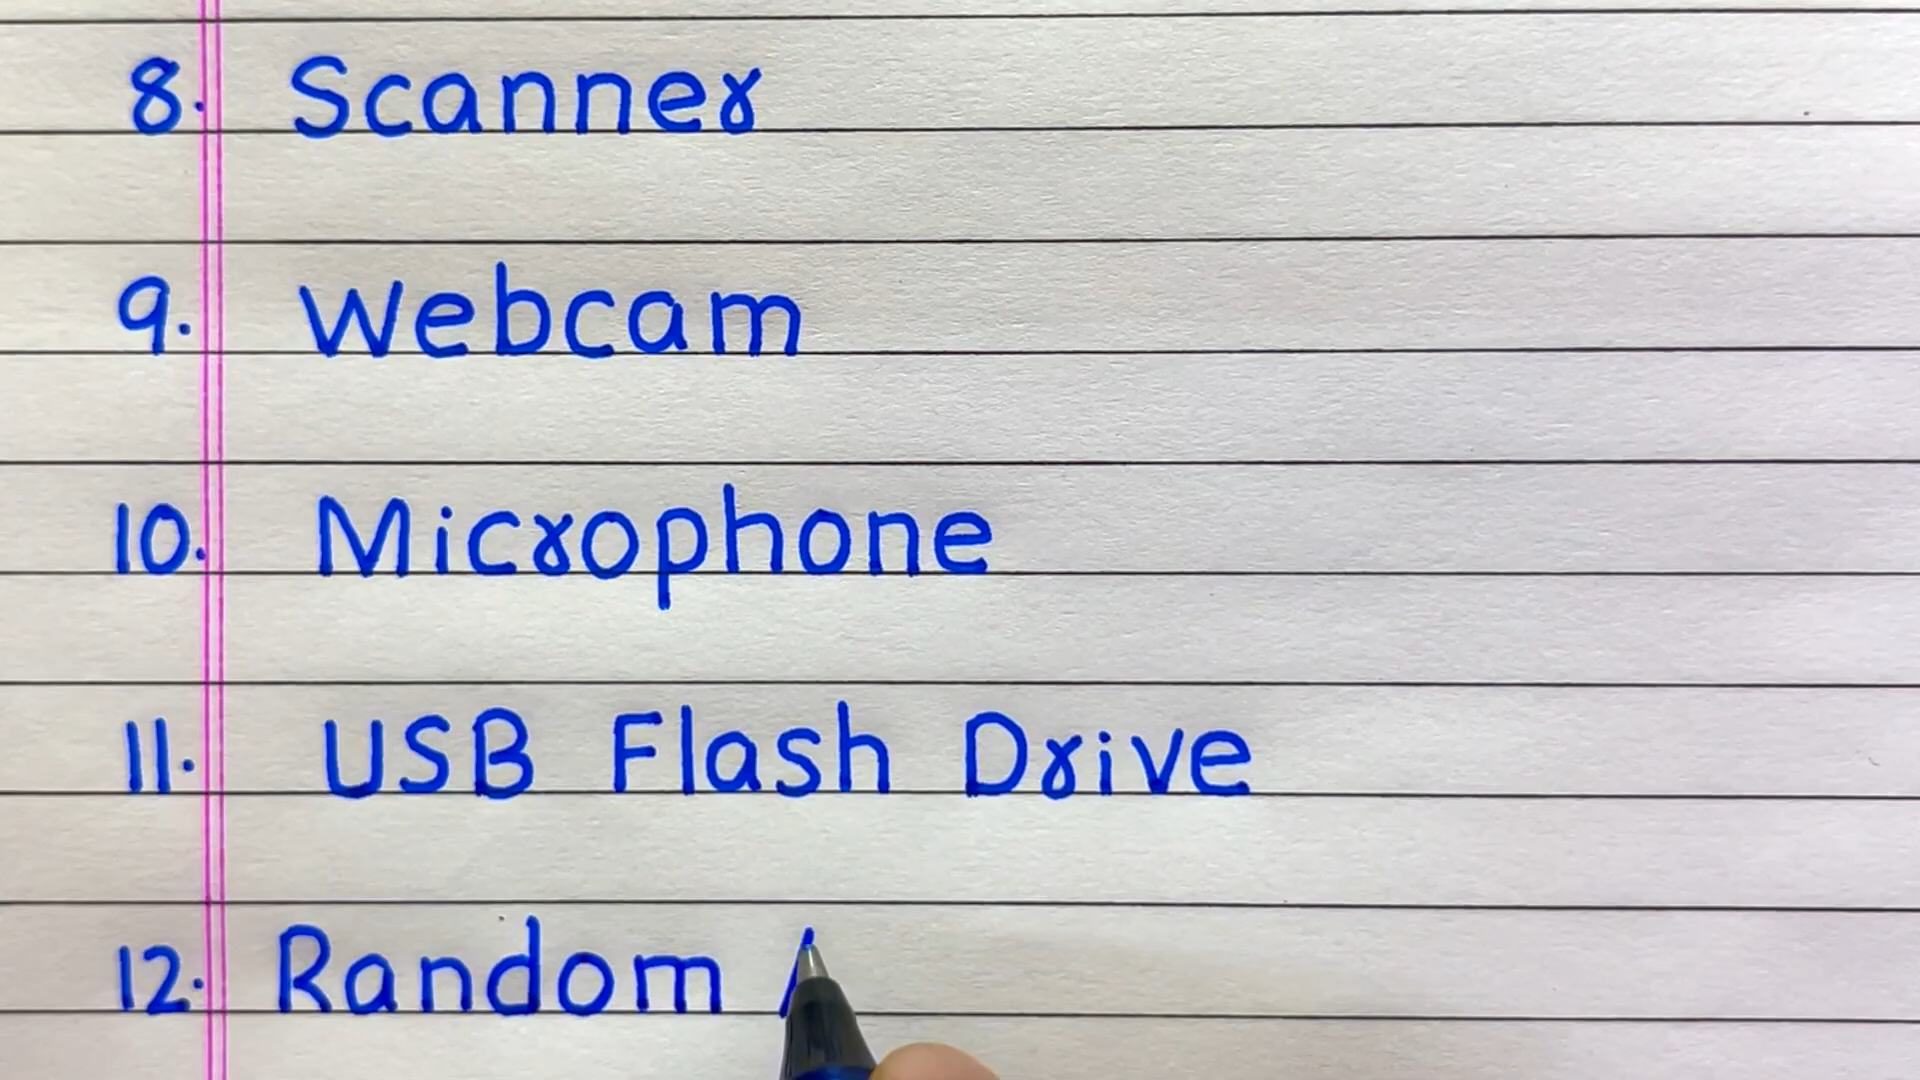 8. Scanner
9. Webcam
10. Microphone
11. USB Flash Drive
12. Random